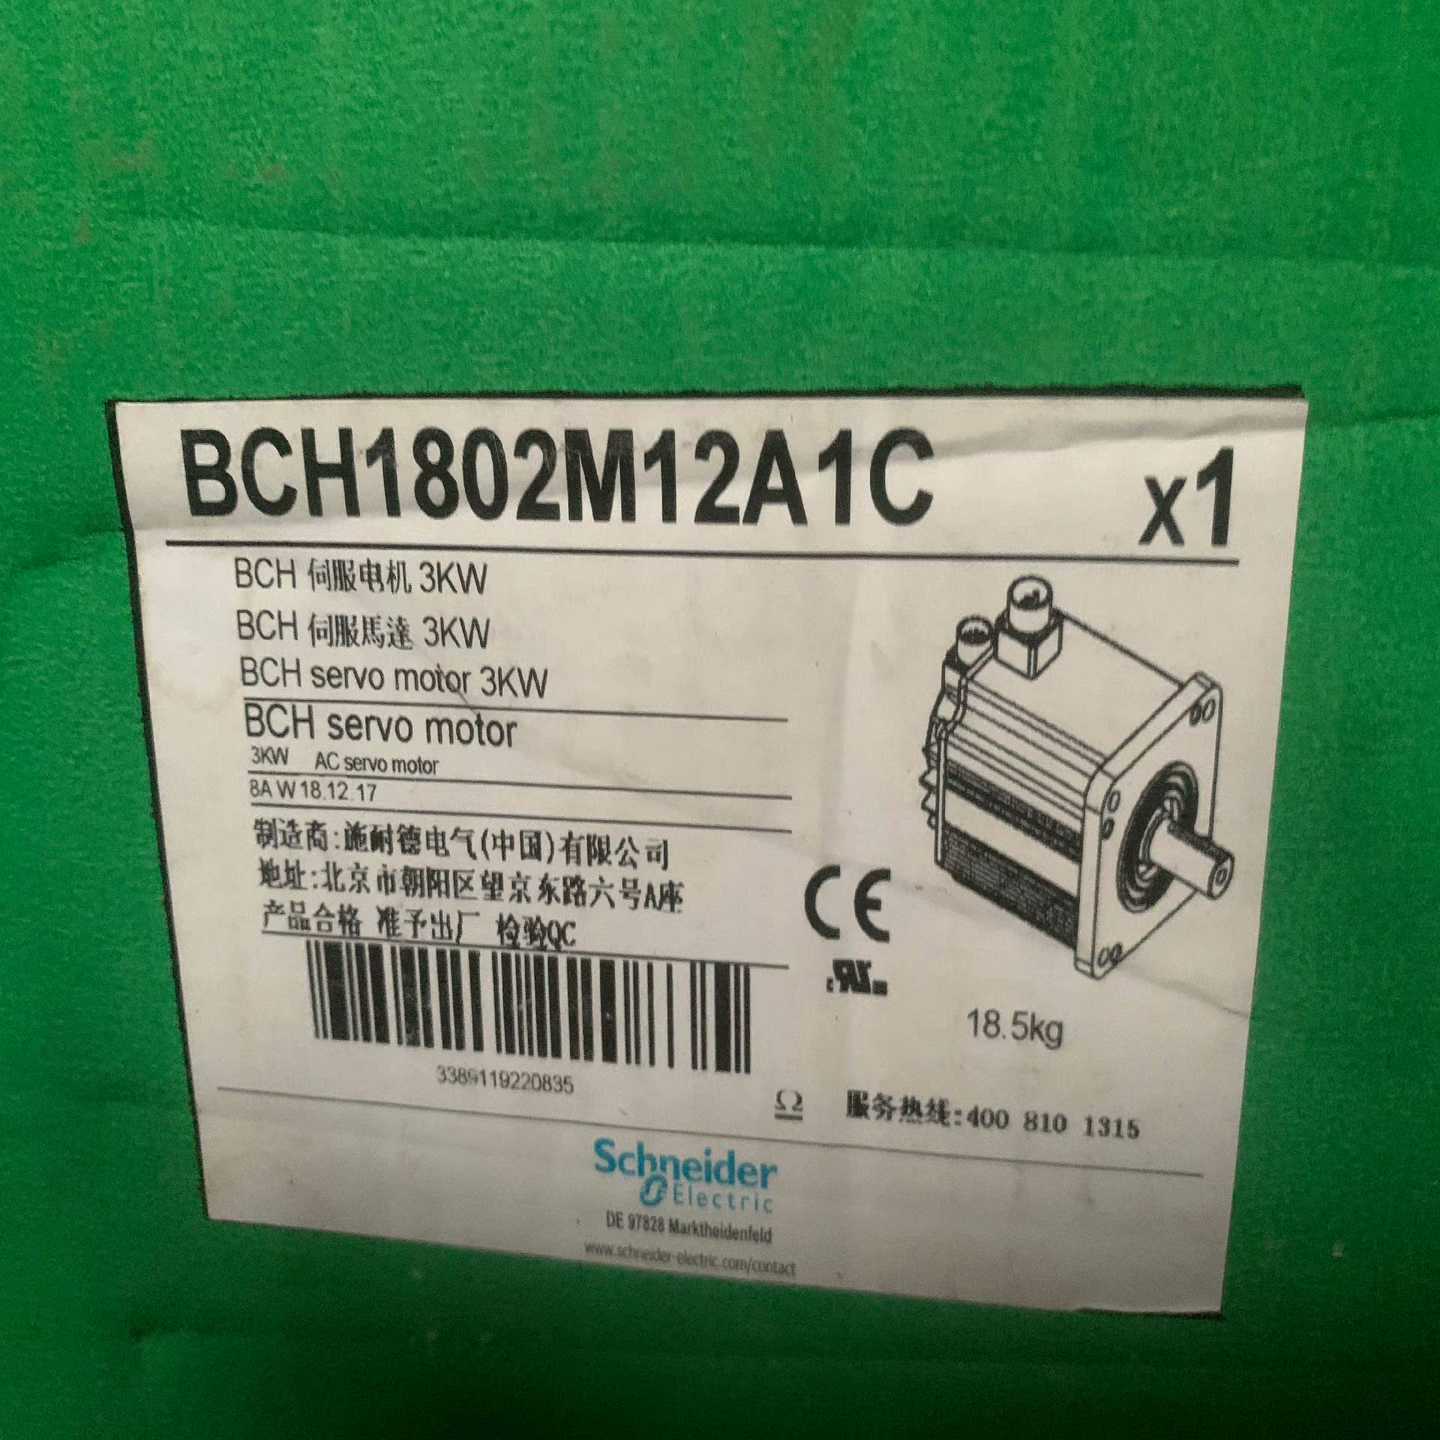 BCH1802M12A1C x1
BCH 伺服电机 3KW
BCH 伺服馬達 3KW
BCH servo motor 3KW
BCH servo motor
3KW AC servo motor
8A W 18.12.17
制造商:施耐德电气(中国)有限公司
地址:北京市朝阳区望京东路六号A座
产品合格 准予出厂 检验QC
CE
18.5kg
3389119220835
Ω 服务热线:400 810 1315
Schneider
Electric
DE 97828 Marktheidenfeld
www.schneider-electric.com/contact